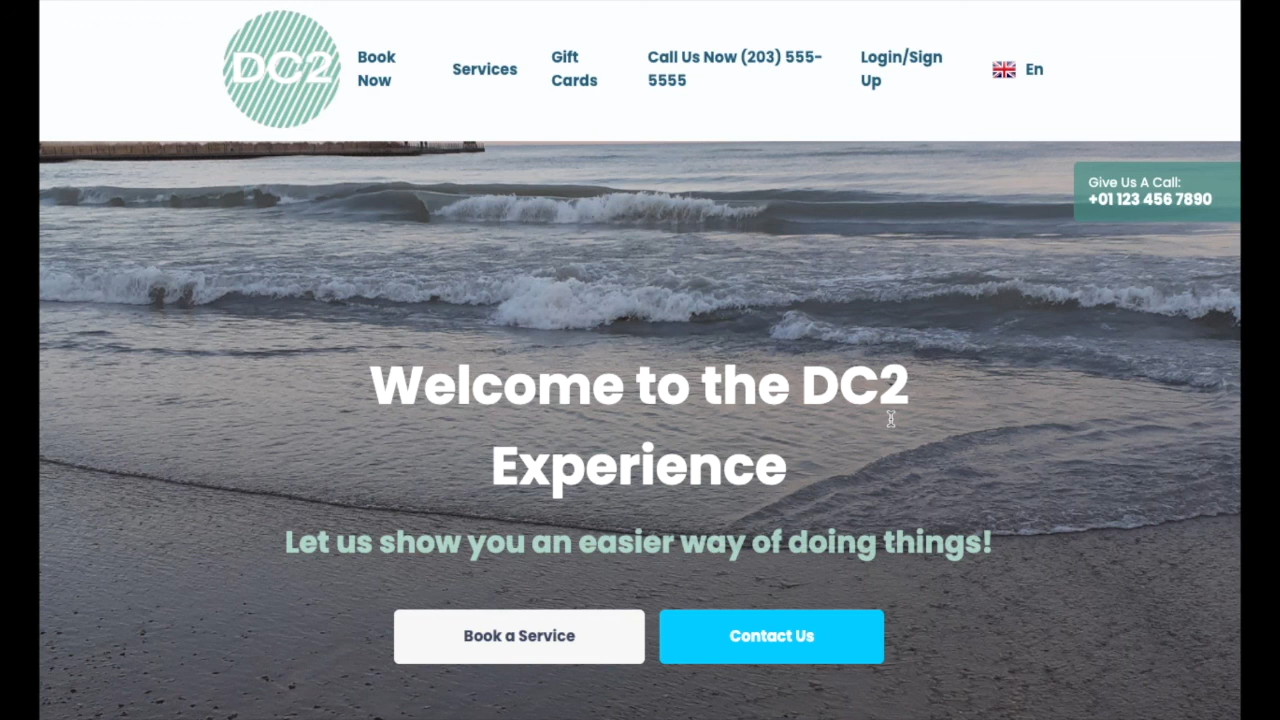 DC2
Book
Now
Services
Gift
Cards
Call Us Now (203) 555-
5555
Login/Sign
Up
En
Give Us A Call:
+01 123 456 7890
Welcome to the DC2
Experience
Let us show you an easier way of doing things!
Book a Service
Contact Us